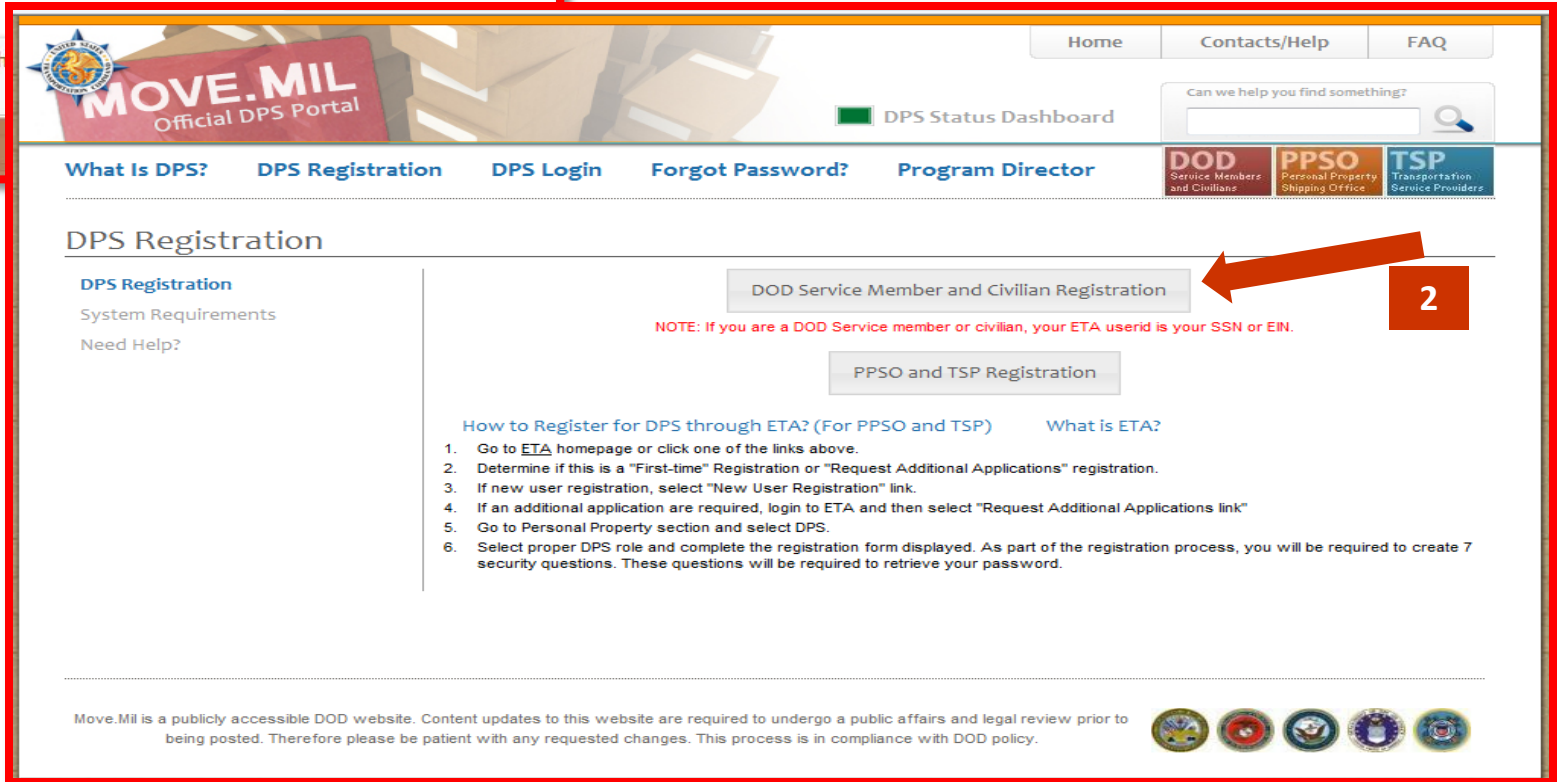 Home Contacts/Help FAQ
UNITED STATES
TRANSPORTATION COMMAND
MOVE.MIL
Official DPS Portal
DPS Status Dashboard
Can we help you find something?
What Is DPS? DPS Registration DPS Login Forgot Password? Program Director
DOD
Service Members
and Civilians
PPSO
Personal Property
Shipping Office
TSP
Transportation
Service Providers
DPS Registration
DPS Registration
System Requirements
Need Help?
DOD Service Member and Civilian Registration
2
NOTE: If you are a DOD Service member or civilian, your ETA userid is your SSN or EIN.
PPSO and TSP Registration
How to Register for DPS through ETA? (For PPSO and TSP) What is ETA?
1. Go to ETA homepage or click one of the links above.
2. Determine if this is a "First-time" Registration or "Request Additional Applications" registration.
3. If new user registration, select "New User Registration" link.
4. If an additional application are required, login to ETA and then select "Request Additional Applications link"
5. Go to Personal Property section and select DPS.
6. Select proper DPS role and complete the registration form displayed. As part of the registration process, you will be required to create 7
security questions. These questions will be required to retrieve your password.
Move.Mil is a publicly accessible DOD website. Content updates to this website are required to undergo a public affairs and legal review prior to
being posted. Therefore please be patient with any requested changes. This process is in compliance with DOD policy.